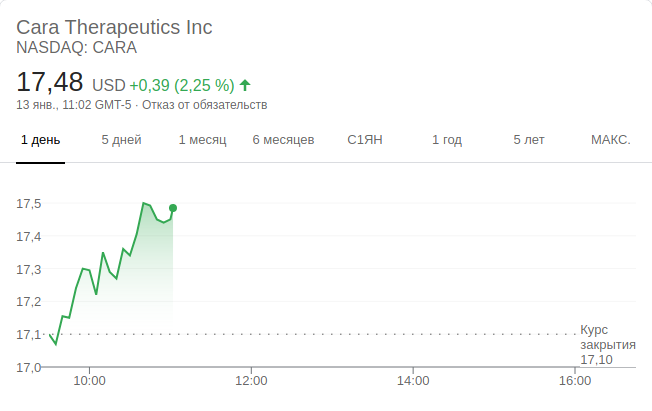 Cara Therapeutics Inc
NASDAQ: CARA
17,48 USD +0,39 (2,25 %)
13 янв., 11:02 GMT-5 · Отказ от обязательств
1 день 5 дней 1 месяц 6 месяцев С1ЯН 1 год 5 лет МАКС.
17,5
17,4
17,3
17,2
17,1
17,0
Курс
закрытия
17,10
10:00 12:00 14:00 16:00